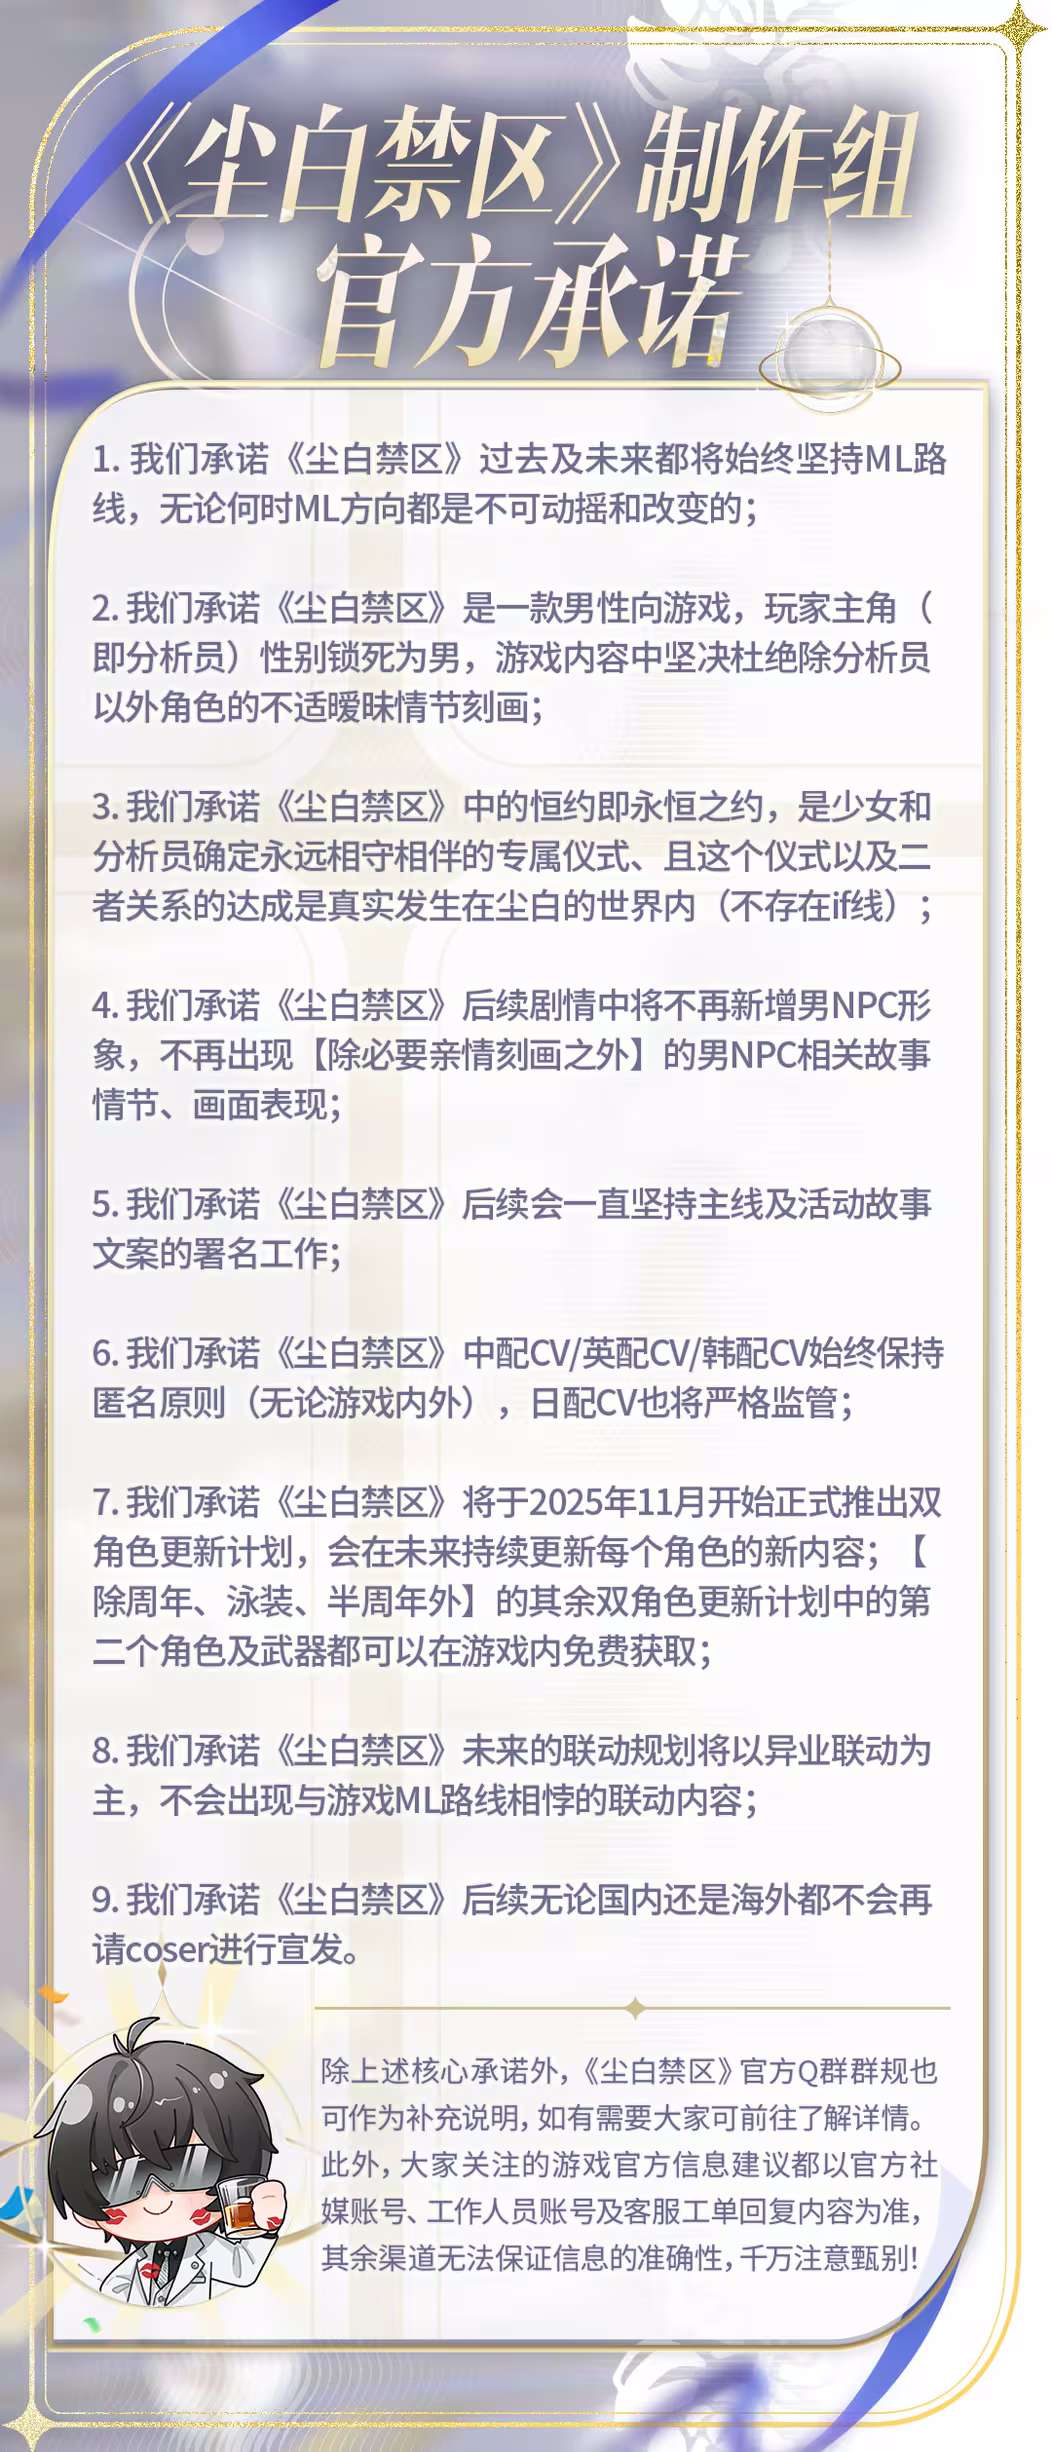 《尘白禁区》制作组
官方承诺
1. 我们承诺《尘白禁区》过去及未来都将始终坚持ML路
线，无论何时ML方向都是不可动摇和改变的；
2. 我们承诺《尘白禁区》是一款男性向游戏，玩家主角（
即分析员）性别锁死为男，游戏内容中坚决杜绝除分析员
以外角色的不适暧昧情节刻画；
3. 我们承诺《尘白禁区》中的恒约即永恒之约，是少女和
分析员确定永远相守相伴的专属仪式、且这个仪式以及二
者关系的达成是真实发生在尘白的世界内（不存在if线）；
4. 我们承诺《尘白禁区》后续剧情中将不再新增男NPC形
象，不再出现【除必要亲情刻画之外】的男NPC相关故事
情节、画面表现；
5. 我们承诺《尘白禁区》后续会一直坚持主线及活动故事
文案的署名工作；
6. 我们承诺《尘白禁区》中配CV/英配CV/韩配CV始终保持
匿名原则（无论游戏内外），日配CV也将严格监管；
7. 我们承诺《尘白禁区》将于2025年11月开始正式推出双
角色更新计划，会在未来持续更新每个角色的新内容；【
除周年、泳装、半周年外】的其余双角色更新计划中的第
二个角色及武器都可以在游戏内免费获取；
8. 我们承诺《尘白禁区》未来的联动规划将以异业联动为
主，不会出现与游戏ML路线相悖的联动内容；
9. 我们承诺《尘白禁区》后续无论国内还是海外都不会再
请coser进行宣发。
除上述核心承诺外，《尘白禁区》官方Q群群规也
可作为补充说明，如有需要大家可前往了解详情。
此外，大家关注的游戏官方信息建议都以官方社
媒账号、工作人员账号及客服工单回复内容为准，
其余渠道无法保证信息的准确性，千万注意甄别！